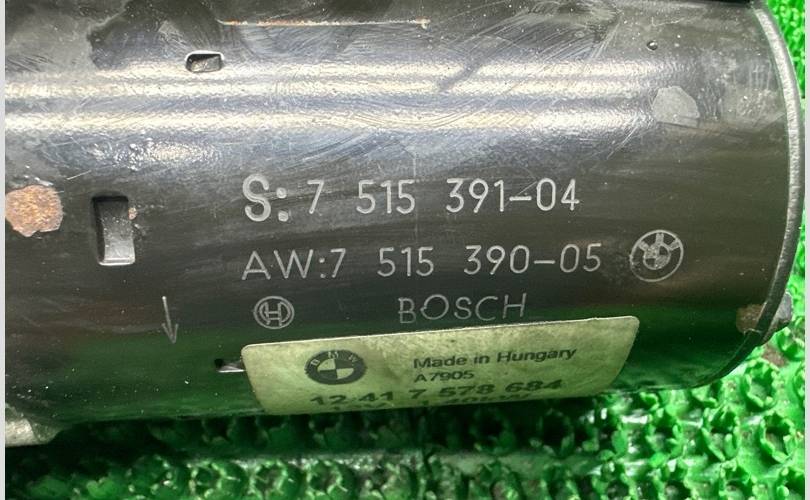 S: 7 515 391-04
AW:7 515 390-05
BOSCH
BMW
Made in Hungary
A7905
12 41 7 578 684